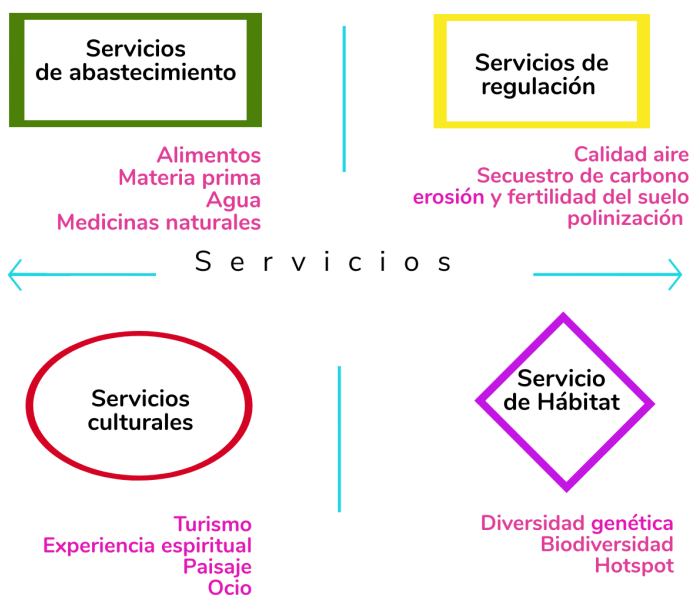 Servicios
de abastecimiento
Alimentos
Materia prima
Agua
Medicinas naturales
Servicios de
regulación
Calidad aire
Secuestro de carbono
erosión y fertilidad del suelo
polinización
Servicios
Servicios
culturales
Turismo
Experiencia espiritual
Paisaje
Ocio
Servicio
de Hábitat
Diversidad genética
Biodiversidad
Hotspot